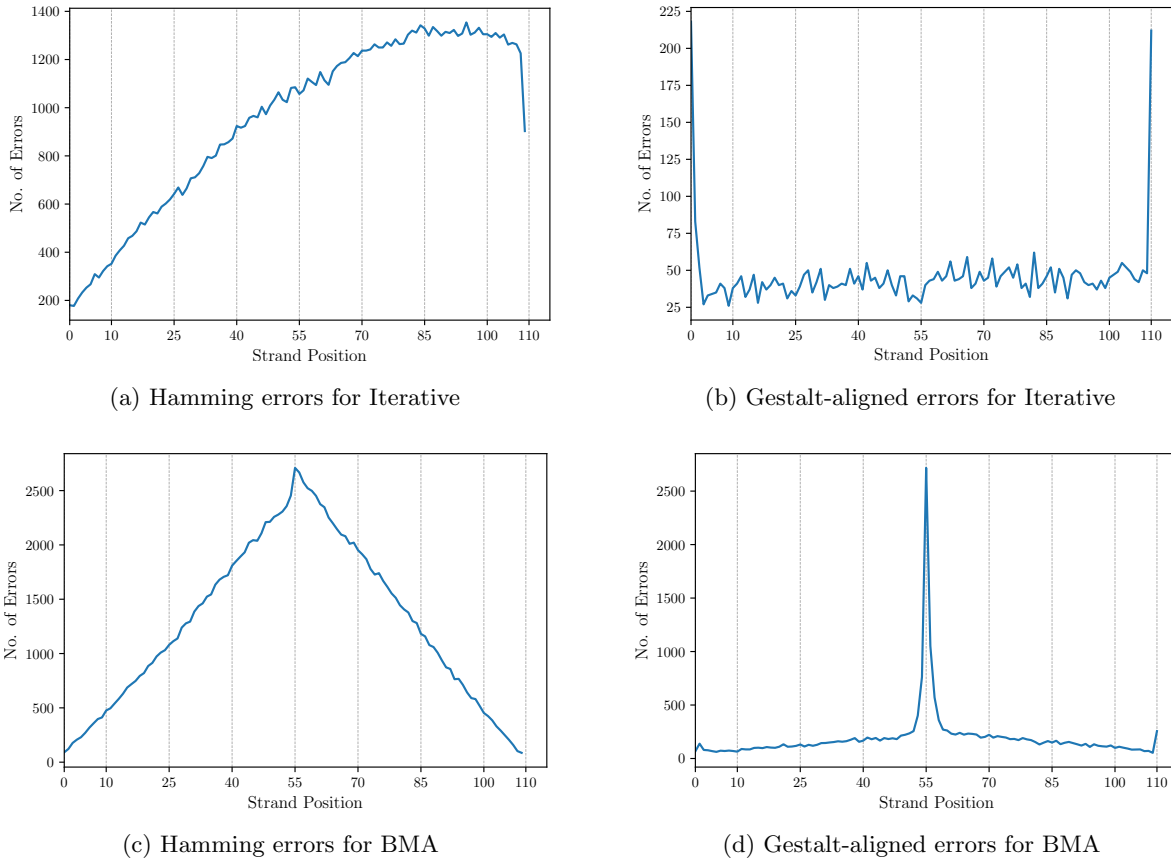 1400
1200
1000
800
600
400
200
No. of Errors
0 10 25 40 55 70 85 100 110
Strand Position
(a) Hamming errors for Iterative
225
200
175
150
125
100
75
50
25
No. of Errors
0 10 25 40 55 70 85 100 110
Strand Position
(b) Gestalt-aligned errors for Iterative
2500
2000
1500
1000
500
0
No. of Errors
0 10 25 40 55 70 85 100 110
Strand Position
(c) Hamming errors for BMA
2500
2000
1500
1000
500
0
No. of Errors
0 10 25 40 55 70 85 100 110
Strand Position
(d) Gestalt-aligned errors for BMA